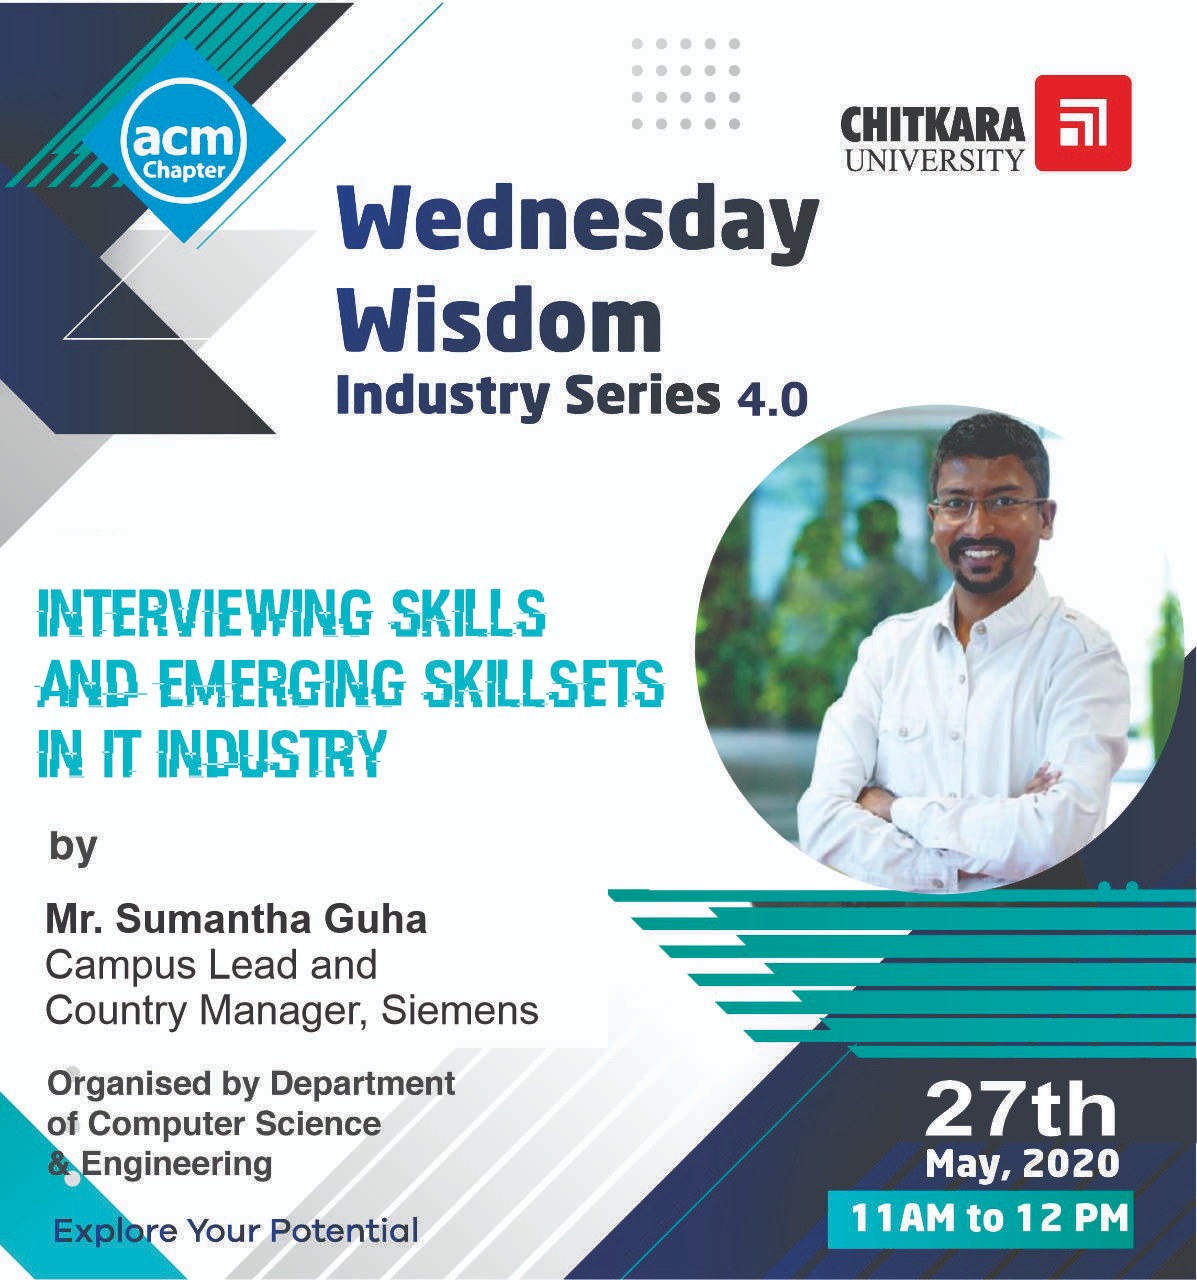 acm
Chapter
CHITKARA
UNIVERSITY
Wednesday
Wisdom
Industry Series 4.0
INTERVIEWING SKILLS
AND EMERGING SKILLSETS
IN IT INDUSTRY
by
Mr. Sumantha Guha
Campus Lead and
Country Manager, Siemens
Organised by Department
of Computer Science
& Engineering
Explore Your Potential
27th
May, 2020
11AM to 12 PM